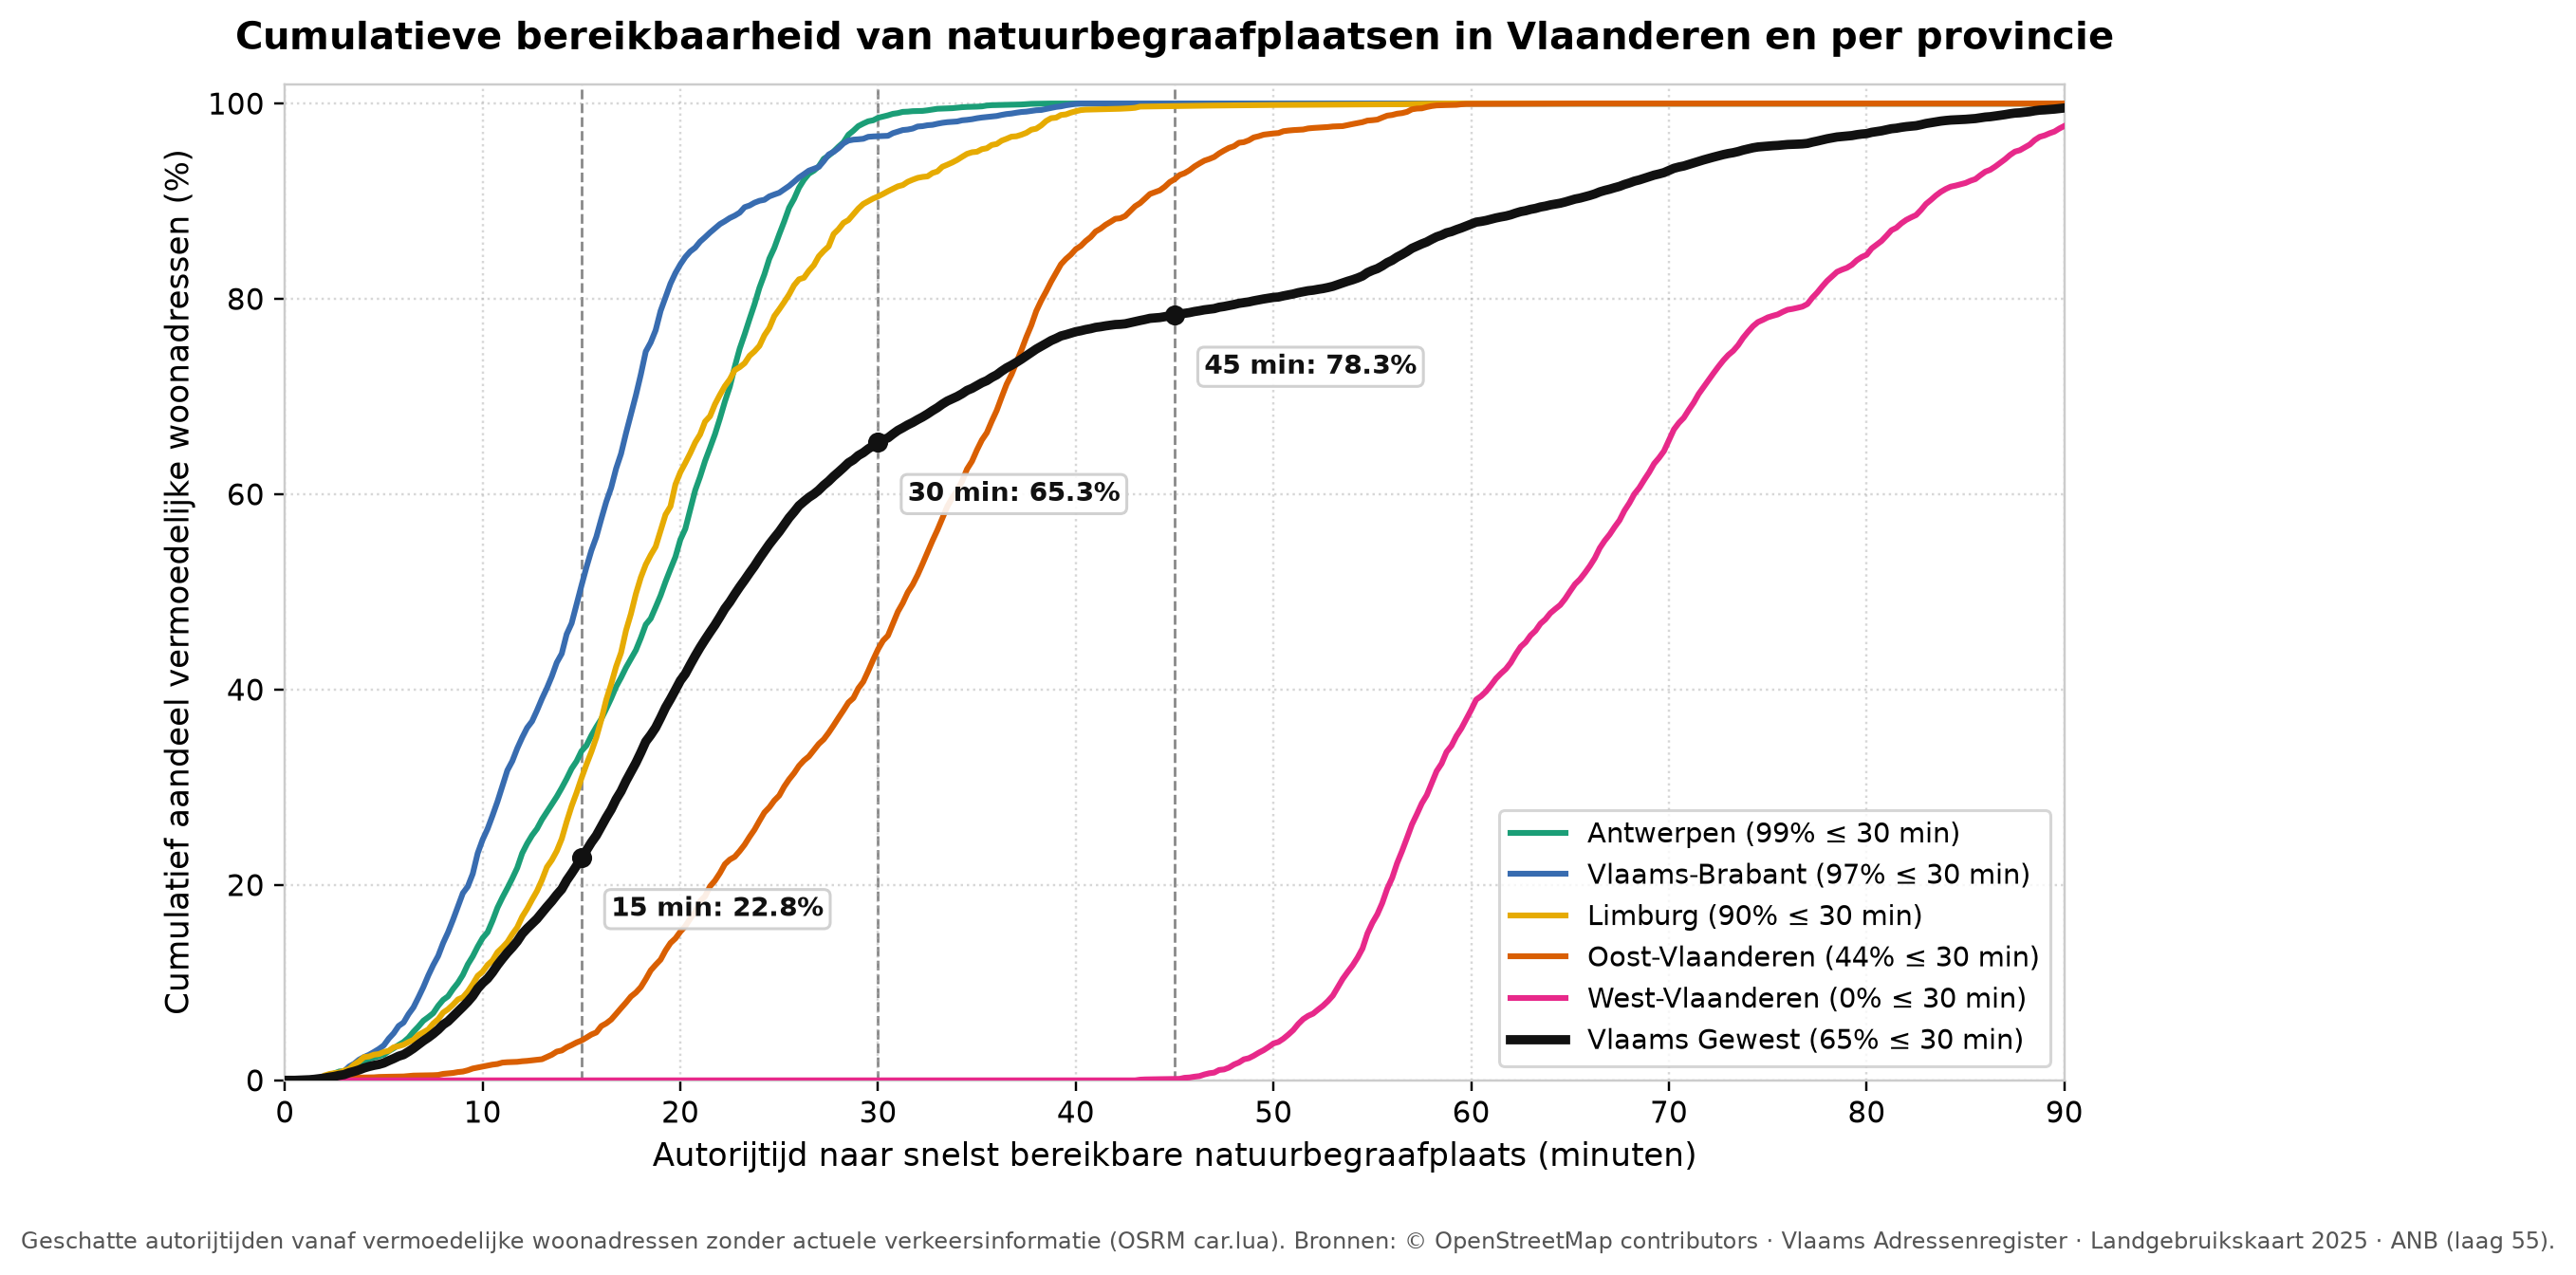 Cumulatieve bereikbaarheid van natuurbegraafplaatsen in Vlaanderen en per provincie
Cumulatief aandeel vermoedelijke woonadressen (%)
100
80
60
40
20
0
45 min: 78.3%
30 min: 65.3%
15 min: 22.8%
Antwerpen (99% ≤ 30 min)
Vlaams-Brabant (97% ≤ 30 min)
Limburg (90% ≤ 30 min)
Oost-Vlaanderen (44% ≤ 30 min)
West-Vlaanderen (0% ≤ 30 min)
Vlaams Gewest (65% ≤ 30 min)
0 10 20 30 40 50 60 70 80 90
Autorijtijd naar snelst bereikbare natuurbegraafplaats (minuten)
Geschatte autorijtijden vanaf vermoedelijke woonadressen zonder actuele verkeersinformatie (OSRM car.lua). Bronnen: © OpenStreetMap contributors · Vlaams Adressenregister · Landgebruikskaart 2025 · ANB (laag 55).